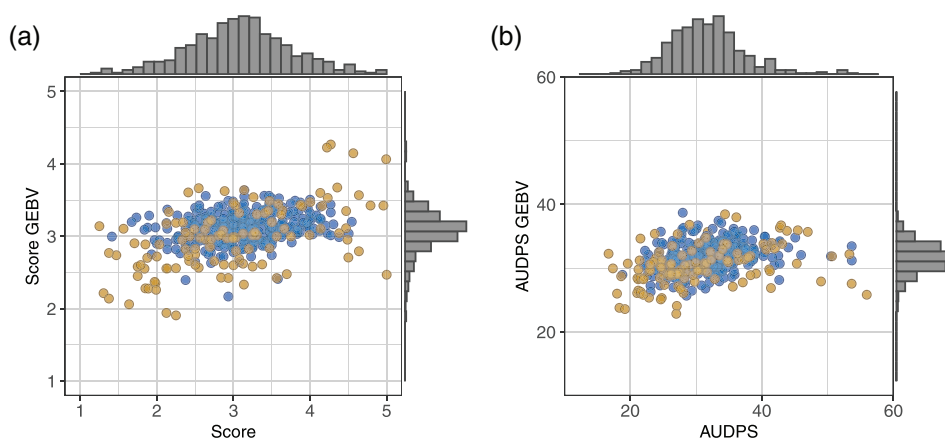 (a)
Score GEBV
5
4
3
2
1
1 2 3 4 5
Score
(b)
AUDPS GEBV
60
40
20
20 40 60
AUDPS